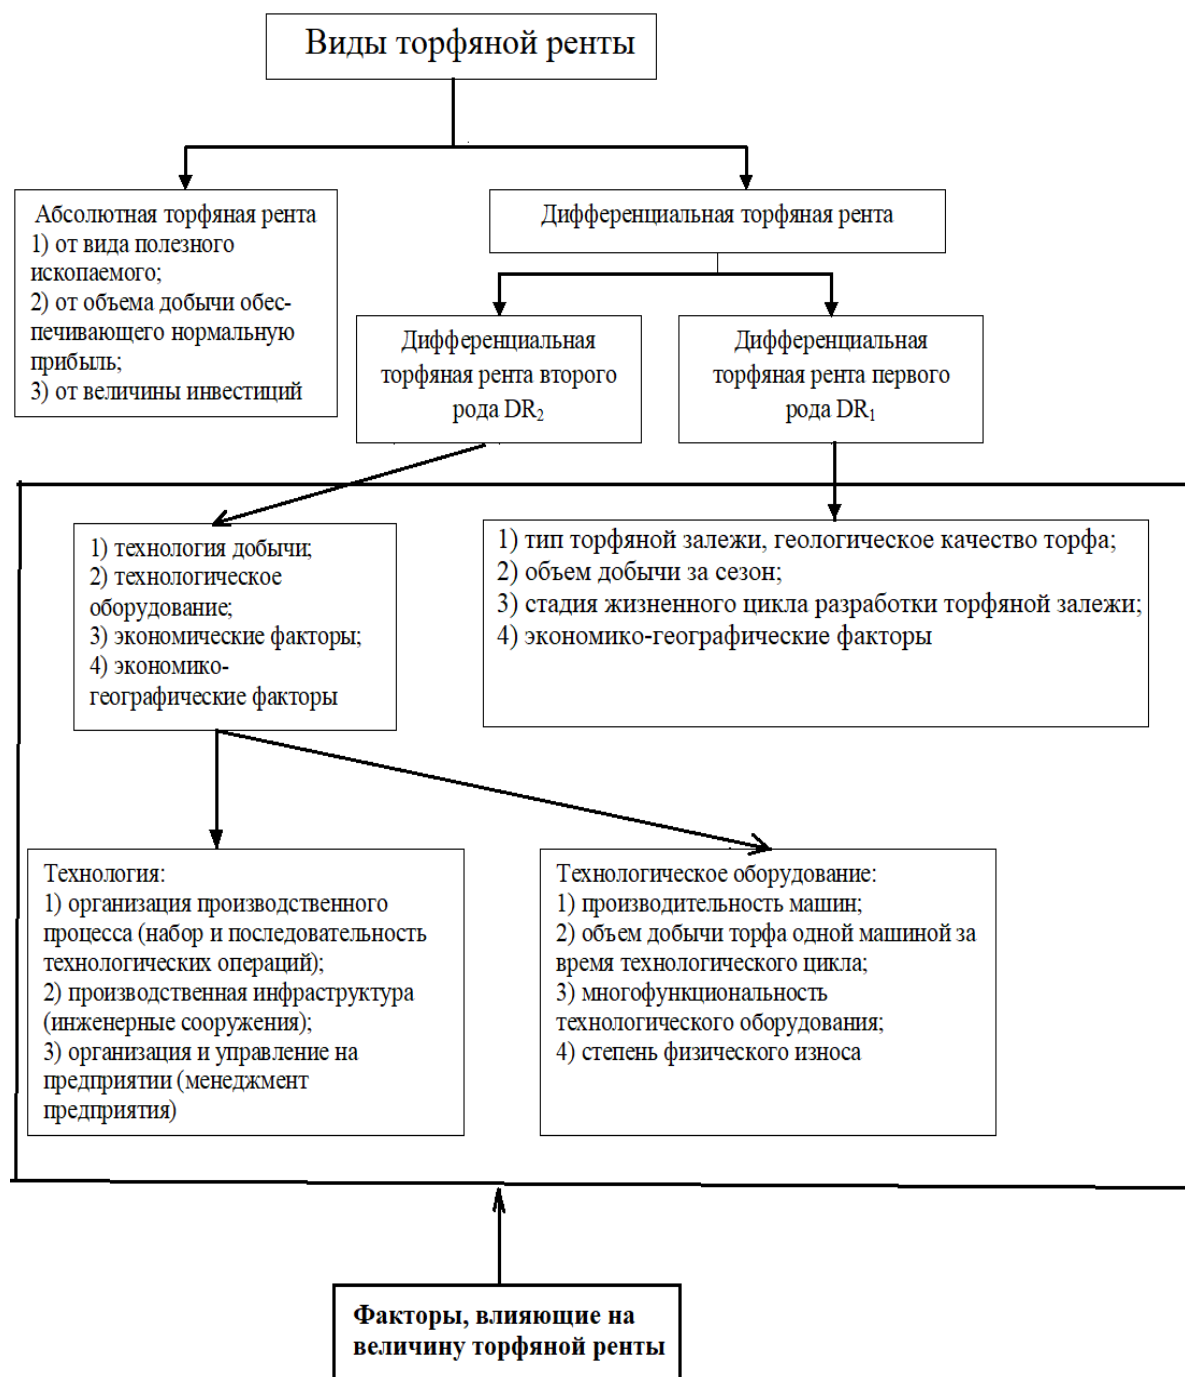 Виды торфяной ренты
Абсолютная торфяная рента
1) от вида полезного
ископаемого;
2) от объема добычи обес-
печивающего нормальную
прибыль;
3) от величины инвестиций
Дифференциальная торфяная рента
Дифференциальная
торфяная рента второго
рода DR₂
Дифференциальная
торфяная рента первого
рода DR₁
1) технология добычи;
2) технологическое
оборудование;
3) экономические факторы;
4) экономико-
географические факторы
1) тип торфяной залежи, геологическое качество торфа;
2) объем добычи за сезон;
3) стадия жизненного цикла разработки торфяной залежи;
4) экономико-географические факторы
Технология:
1) организация производственного
процесса (набор и последовательность
технологических операций);
2) производственная инфраструктура
(инженерные сооружения);
3) организация и управление на
предприятии (менеджмент
предприятия)
Технологическое оборудование:
1) производительность машин;
2) объем добычи торфа одной машиной за
время технологического цикла;
3) многофункциональность
технологического оборудования;
4) степень физического износа
Факторы, влияющие на
величину торфяной ренты